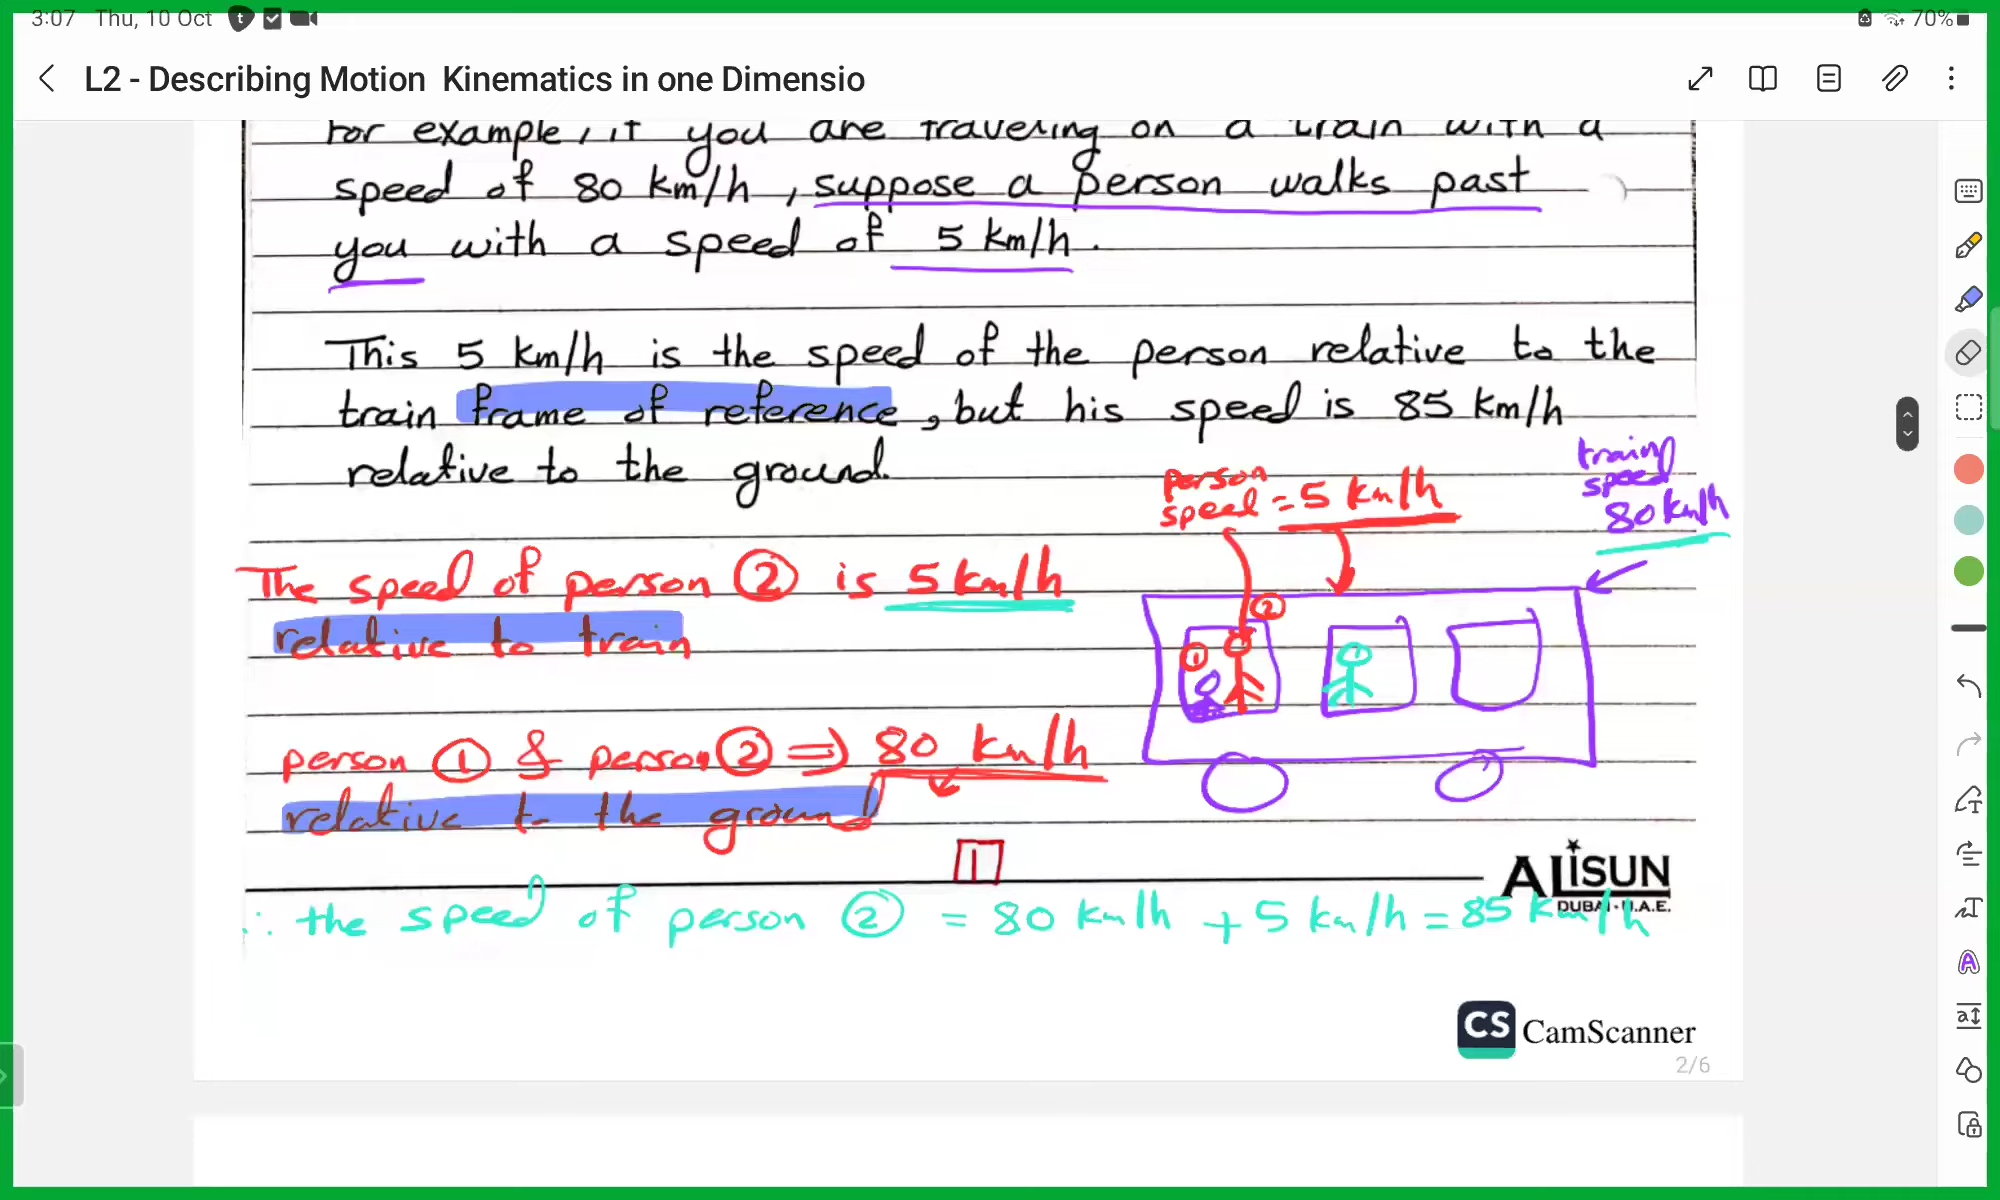 3:07 Thu, 10 Oct
70%
L2 - Describing Motion Kinematics in one Dimensio
For example, if you are traveling on a train with a
speed of 80 km/h, suppose a person walks past
you with a speed of 5 km/h.
This 5 km/h is the speed of the person relative to the
train frame of reference, but his speed is 85 km/h
relative to the ground.
person
speed = 5 km/h
train
speed
80 km/h
The speed of person ② is 5 km/h
relative to train
②
①
person ① & person ② ⇒ 80 km/h
relative to the ground
1
ALISUN
DUBAI - U.A.E.
∴ the speed of person ② = 80 km/h + 5 km/h = 85 km/h
CS CamScanner
2/6